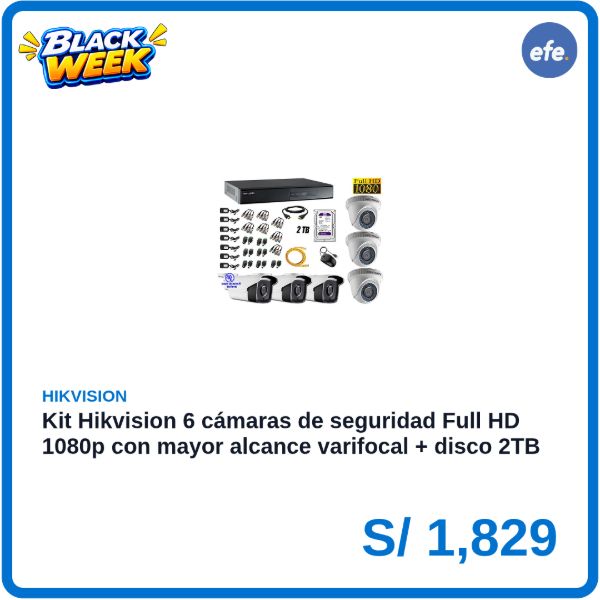 BLACK
WEEK
efe.
Full HD
1080
2 TB
HIKVISION
Kit Hikvision 6 cámaras de seguridad Full HD
1080p con mayor alcance varifocal + disco 2TB
S/ 1,829